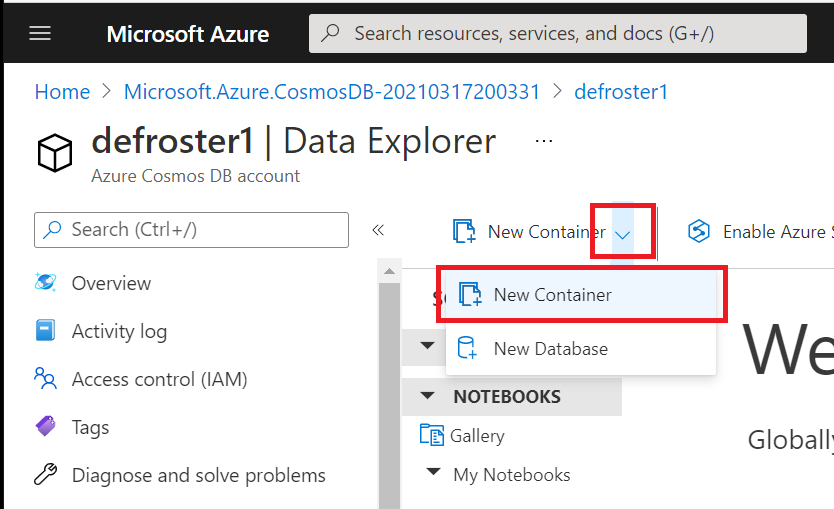 Microsoft Azure
Search resources, services, and docs (G+/)
Home > Microsoft.Azure.CosmosDB-20210317200331 > defroster1
defroster1 | Data Explorer ...
Azure Cosmos DB account
Search (Ctrl+/)
«
New Container
Enable Azure
Overview
Activity log
Access control (IAM)
Tags
Diagnose and solve problems
New Container
New Database
NOTEBOOKS
Gallery
My Notebooks
We
Globally